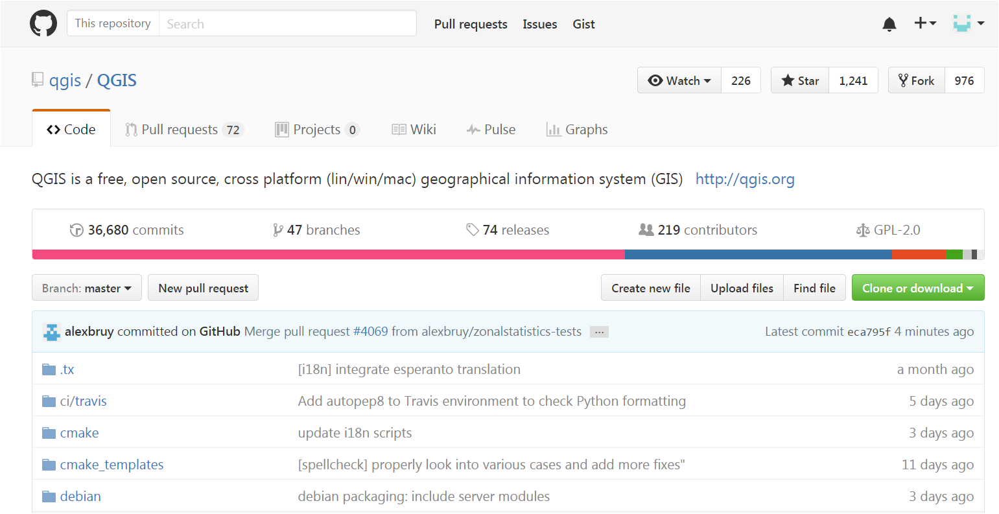 This repository Search Pull requests Issues Gist
qgis / QGIS Watch 226 Star 1,241 Fork 976
Code Pull requests 72 Projects 0 Wiki Pulse Graphs
QGIS is a free, open source, cross platform (lin/win/mac) geographical information system (GIS) http://qgis.org
36,680 commits 47 branches 74 releases 219 contributors GPL-2.0
Branch: master New pull request Create new file Upload files Find file Clone or download
alexbruy committed on GitHub Merge pull request #4069 from alexbruy/zonalstatistics-tests ... Latest commit eca795f 4 minutes ago
.tx [i18n] integrate esperanto translation a month ago
ci/travis Add autopep8 to Travis environment to check Python formatting 5 days ago
cmake update i18n scripts 3 days ago
cmake_templates [spellcheck] properly look into various cases and add more fixes" 11 days ago
debian debian packaging: include server modules 3 days ago